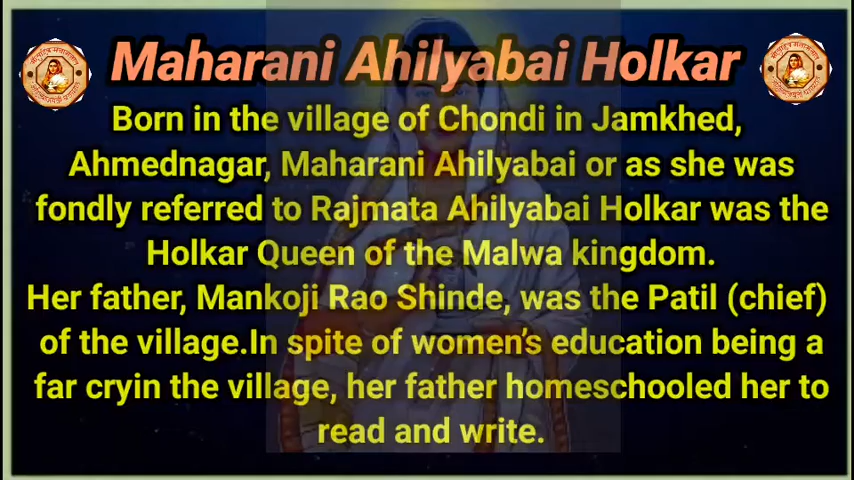 Maharani Ahilyabai Holkar
Born in the village of Chondi in Jamkhed,
Ahmednagar, Maharani Ahilyabai or as she was
fondly referred to Rajmata Ahilyabai Holkar was the
Holkar Queen of the Malwa kingdom.
Her father, Mankoji Rao Shinde, was the Patil (chief)
of the village.In spite of women’s education being a
far cryin the village, her father homeschooled her to
read and write.